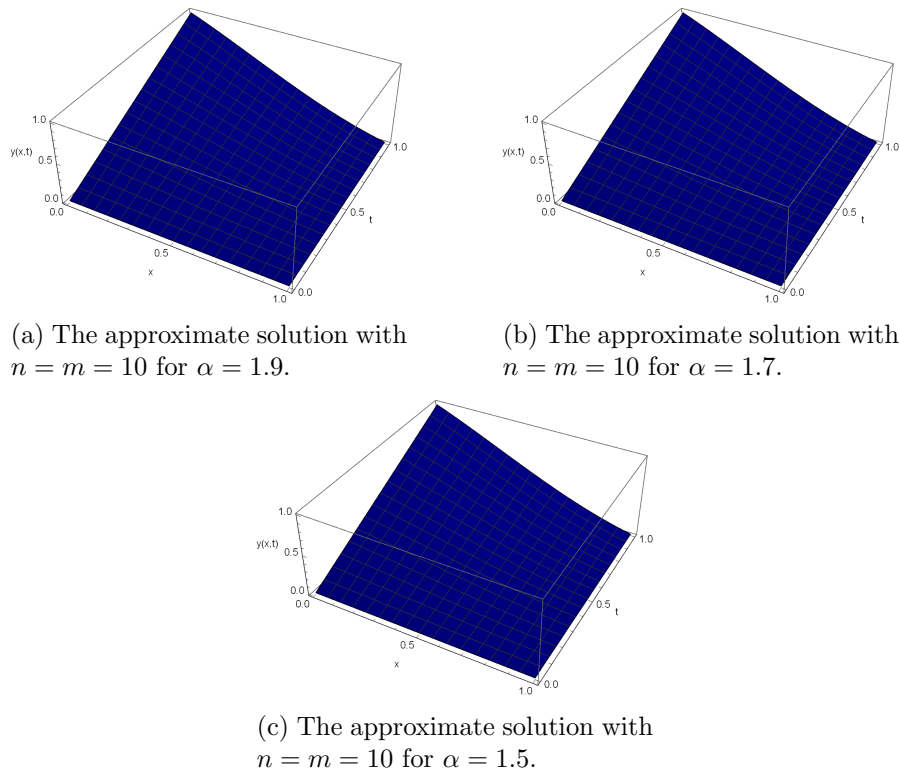 1.0
y(x,t)
0.5
0.0
0.0
0.5
x
1.0
0.0
0.5
t
1.0
(a) The approximate solution with
n = m = 10 for α = 1.9.
1.0
y(x,t)
0.5
0.0
0.0
0.5
x
1.0
0.0
0.5
t
1.0
(b) The approximate solution with
n = m = 10 for α = 1.7.
1.0
y(x,t)
0.5
0.0
0.0
0.5
x
1.0
0.0
0.5
t
1.0
(c) The approximate solution with
n = m = 10 for α = 1.5.